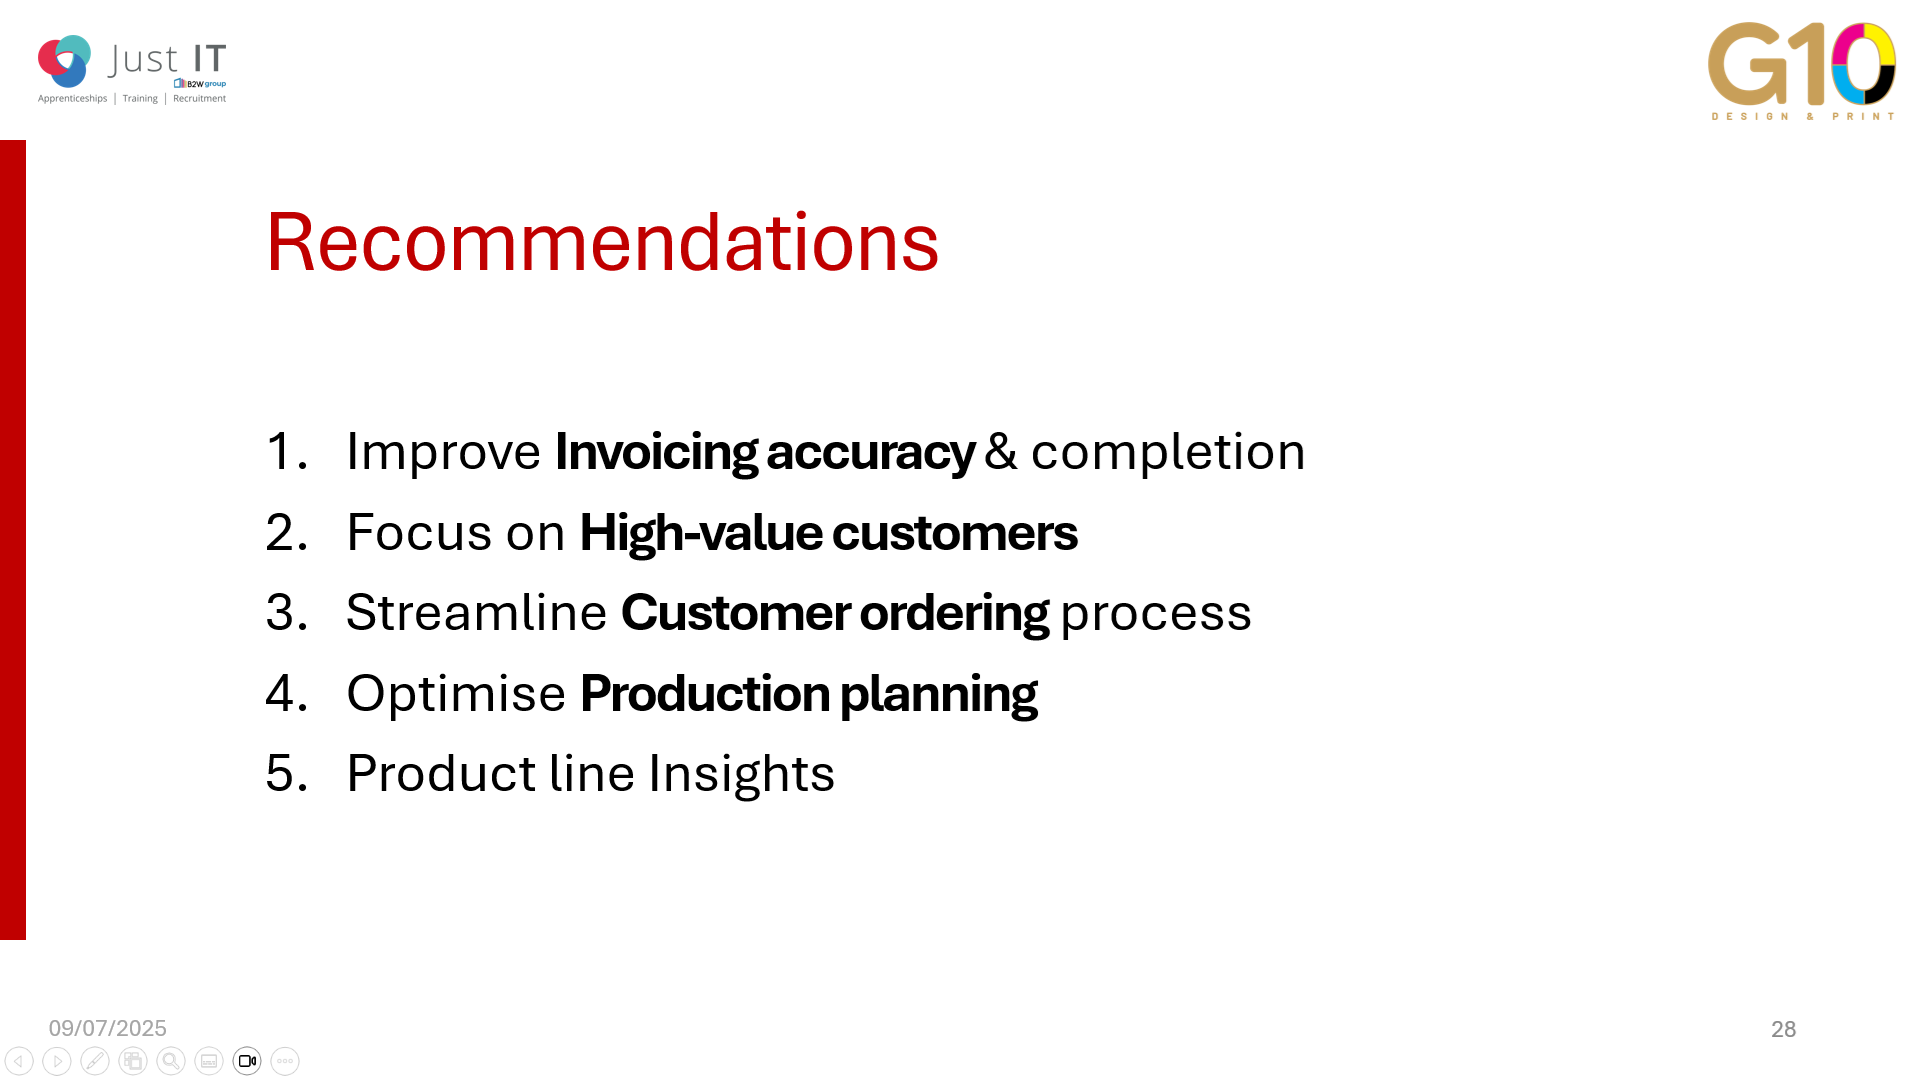 Just IT
B2W group
Apprenticeships | Training | Recruitment
G10
DESIGN & PRINT
Recommendations
1. Improve Invoicing accuracy & completion
2. Focus on High-value customers
3. Streamline Customer ordering process
4. Optimise Production planning
5. Product line Insights
09/07/2025
28